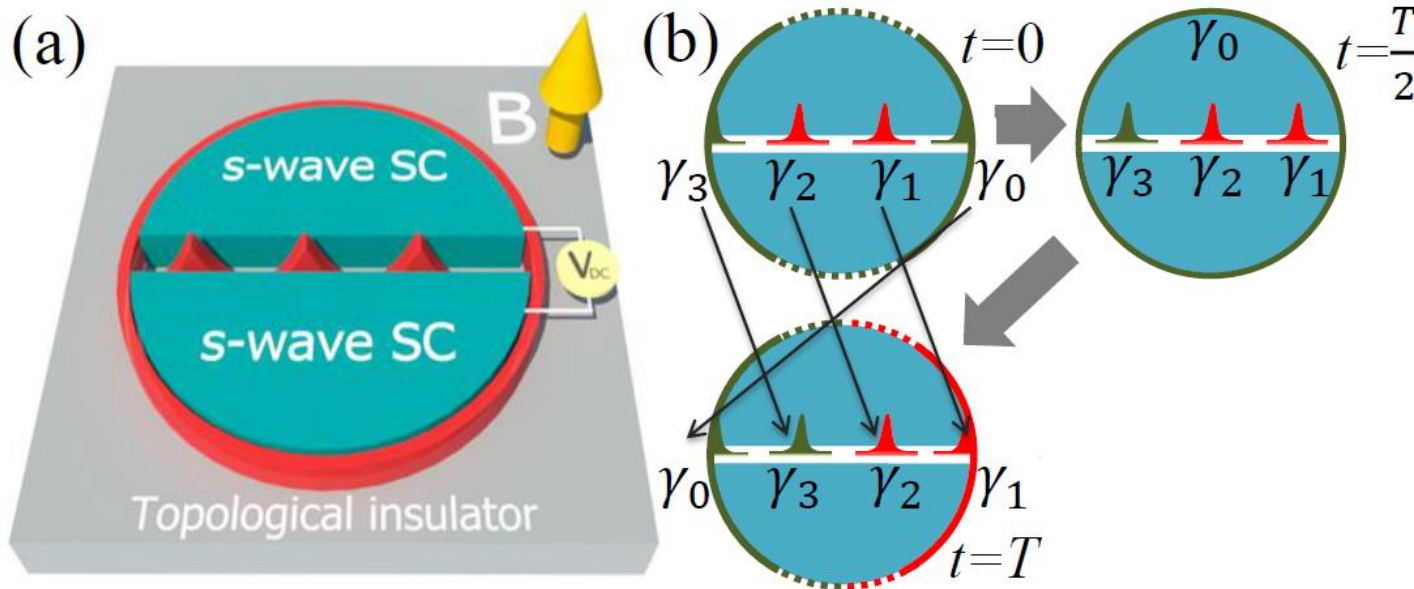 (a)
B
s-wave SC
V DC
s-wave SC
Topological insulator
(b)
t=0
γ3 γ2 γ1 γ0
γ0
t=T/2
γ3 γ2 γ1
γ0 γ3 γ2 γ1
t=T